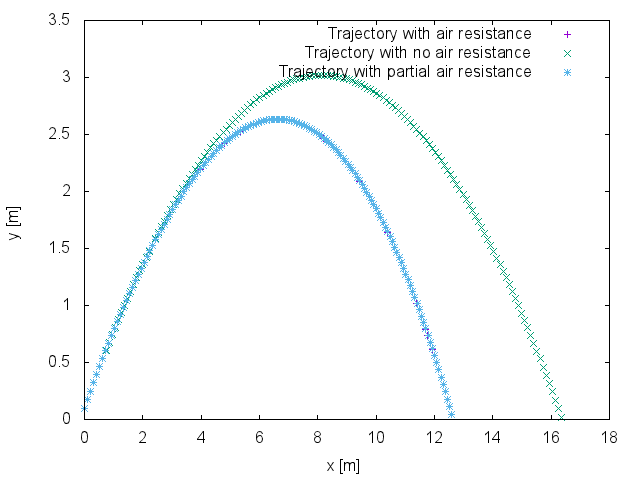 Trajectory with air resistance
Trajectory with no air resistance
Trajectory with partial air resistance
3.5
3
2.5
2
1.5
1
0.5
0
y [m]
0 2 4 6 8 10 12 14 16 18
x [m]